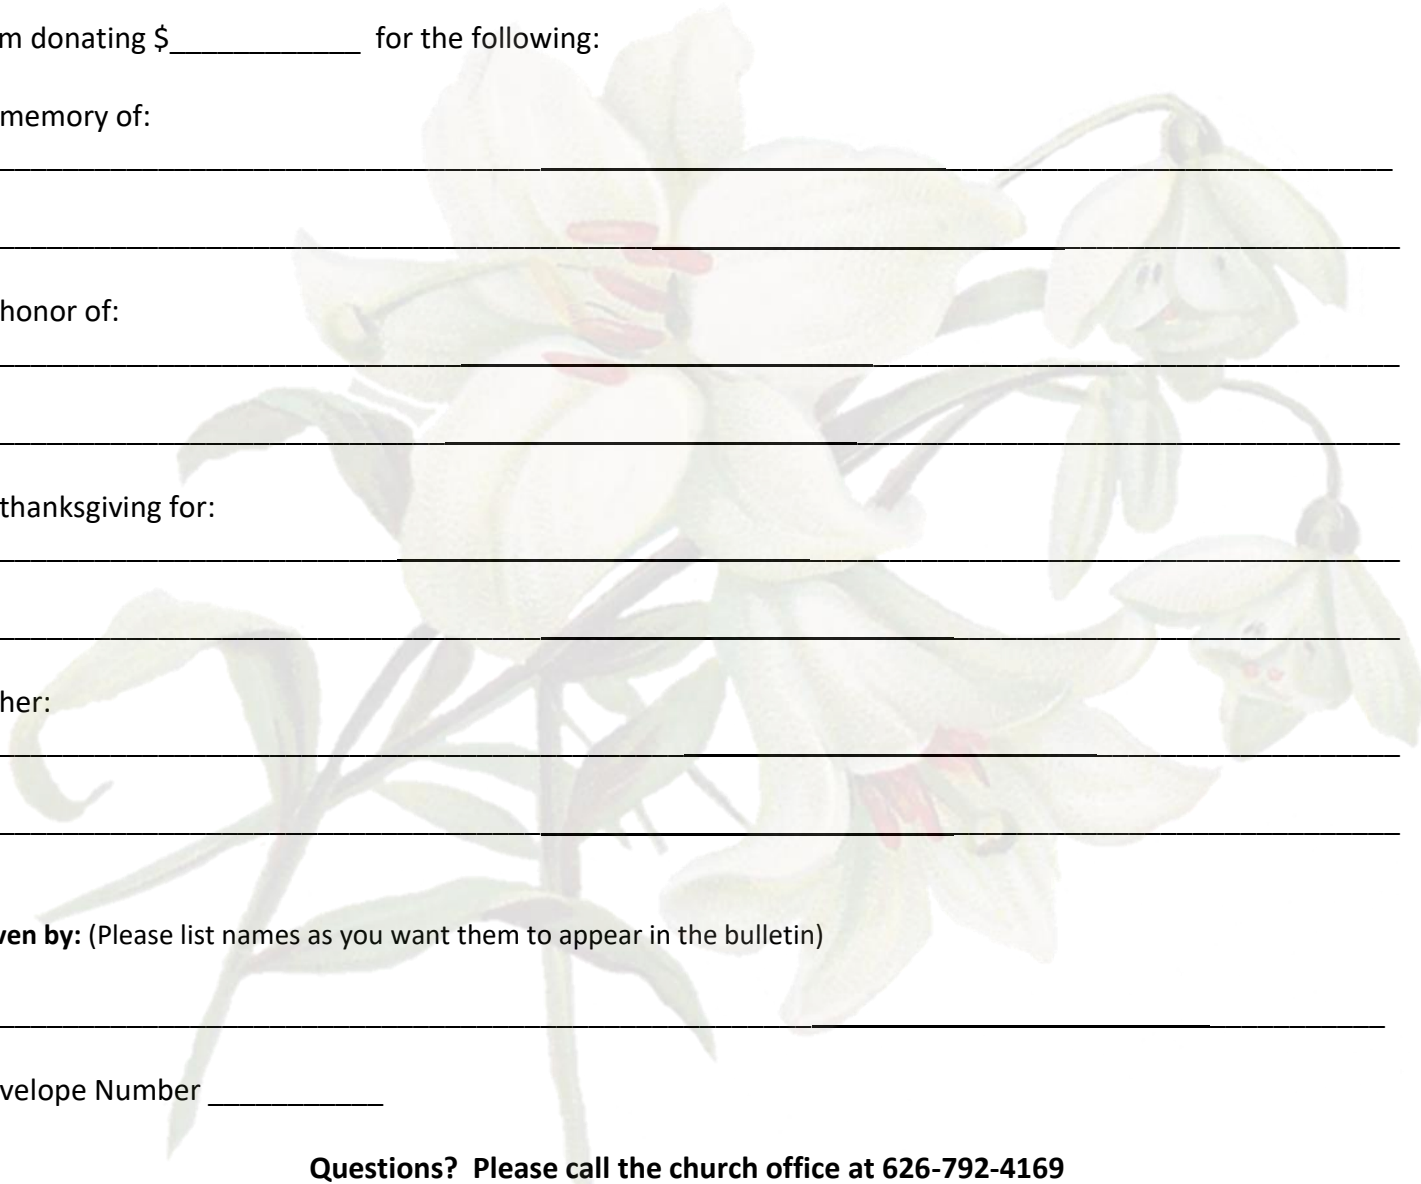 m donating $____________ for the following:
memory of:
honor of:
thanksgiving for:
her:
ven by: (Please list names as you want them to appear in the bulletin)
velope Number ___________
Questions? Please call the church office at 626-792-4169